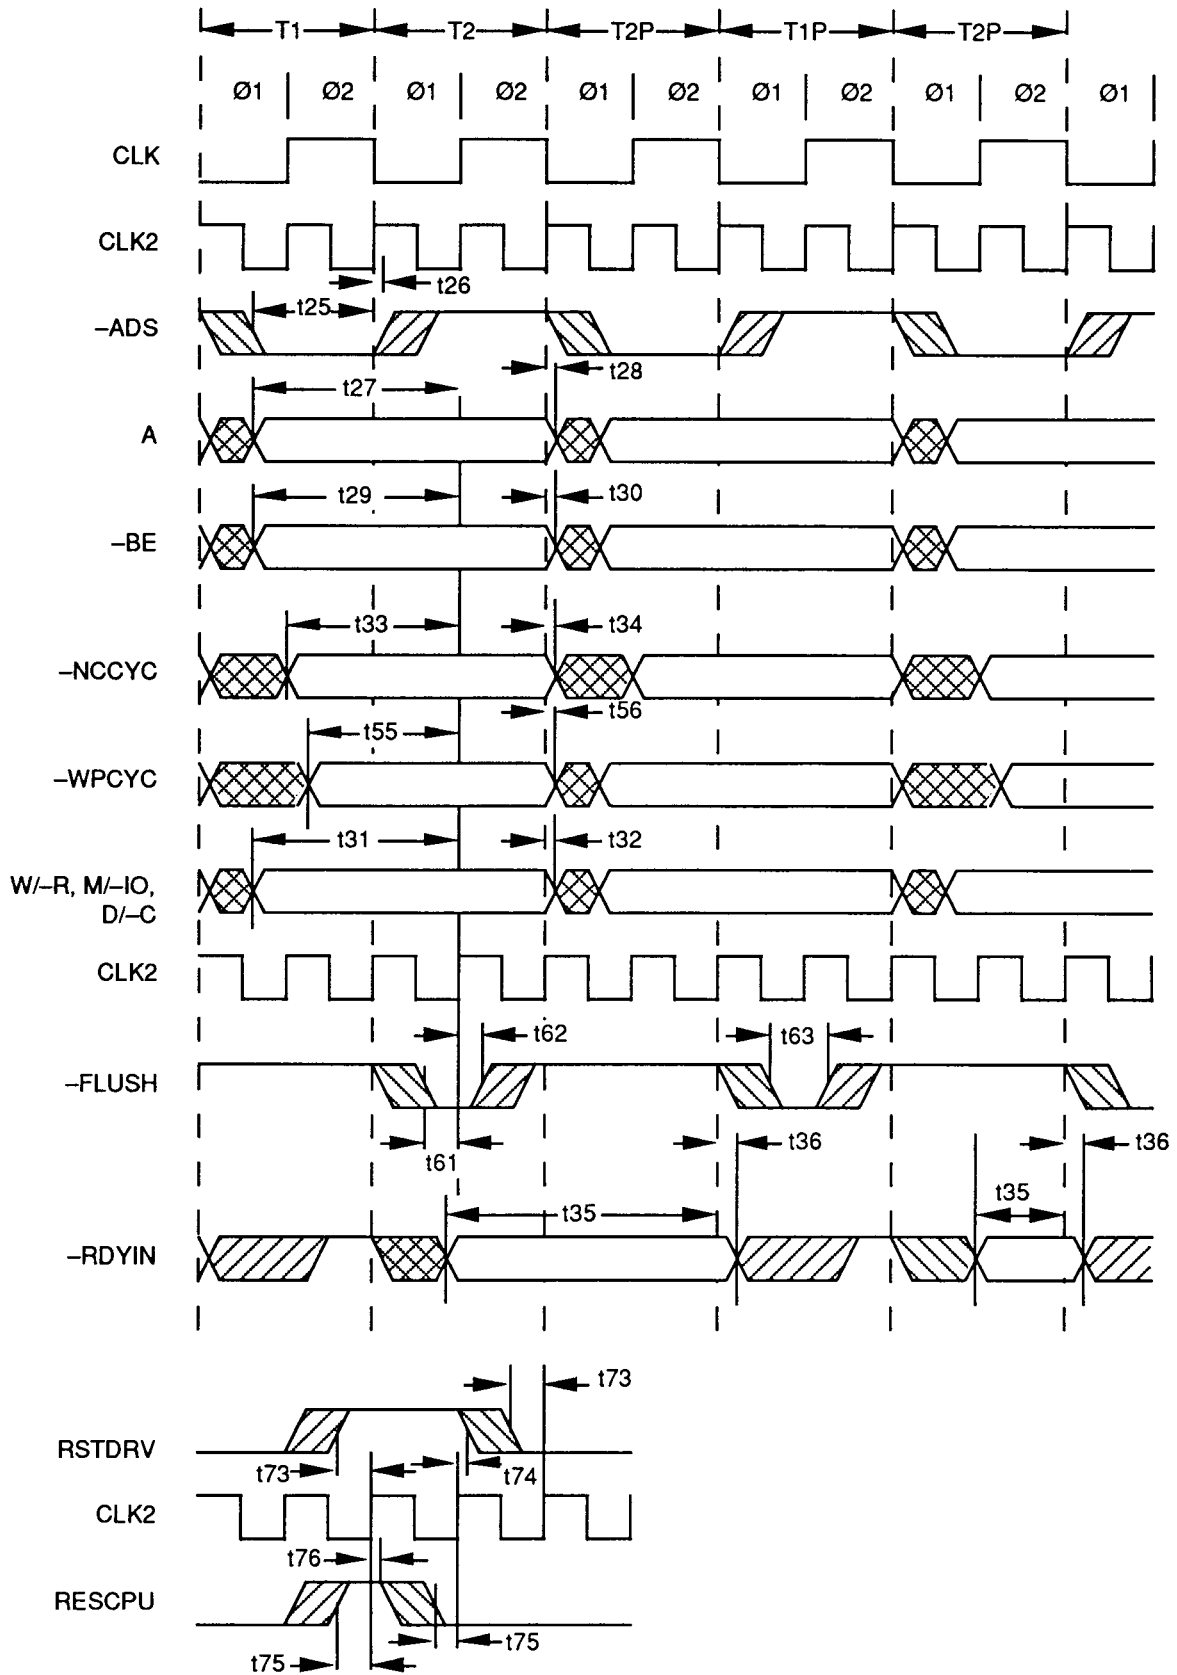 T1 T2 T2P T1P T2P
Ø1 Ø2 Ø1 Ø2 Ø1 Ø2 Ø1 Ø2 Ø1 Ø2 Ø1
CLK
CLK2
t26
t25
–ADS
t28
t27
A
t29 t30
–BE
t33 t34
–NCCYC
t56
t55
–WPCYC
t31 t32
W/–R, M/–IO,
D/–C
CLK2
t62 t63
–FLUSH
t36 t36
t61
t35
t35
–RDYIN
t73
RSTDRV
t73 t74
CLK2
t76
RESCPU
t75
t75